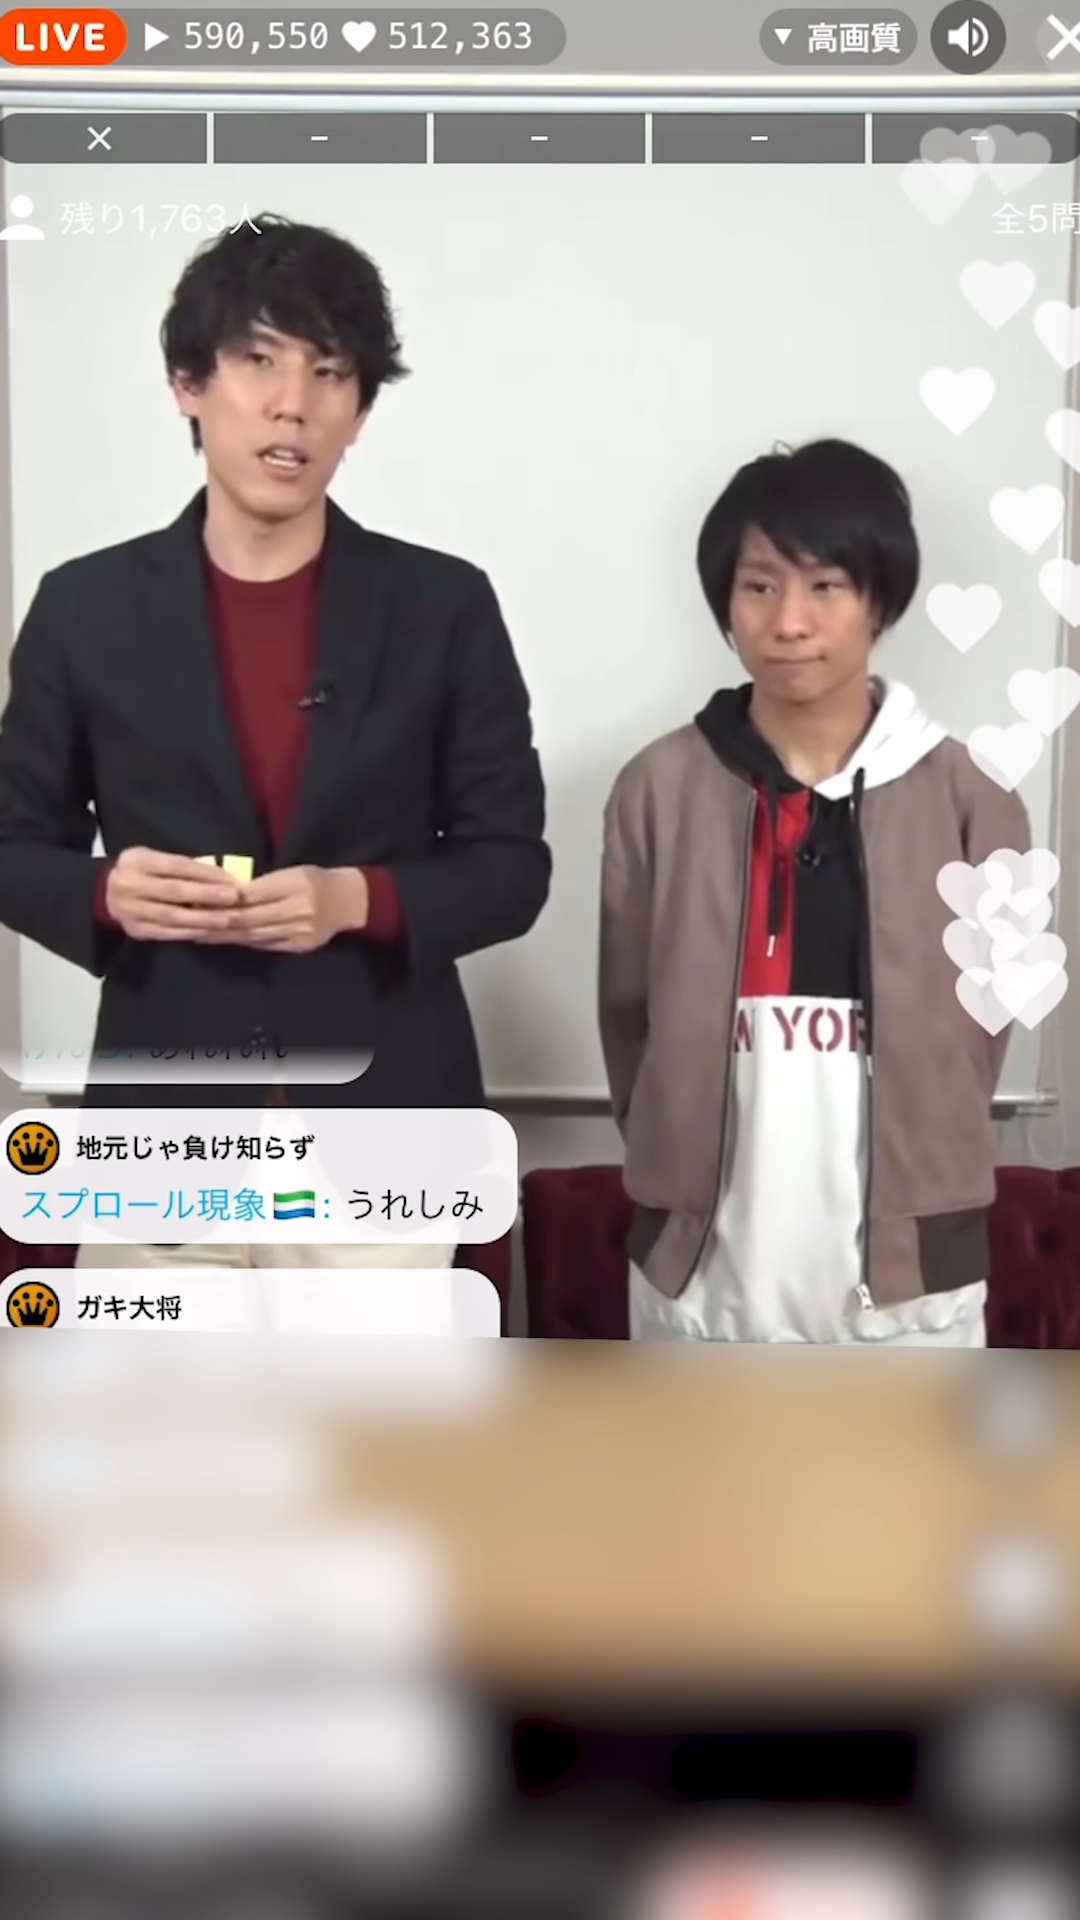 LIVE ▶ 590,550 ♥ 512,363 ▼ 高画質
× – – – –
残り1,763人 全5問
W YOR
地元じゃ負け知らず
スプロール現象🇸🇱: うれしみ
ガキ大将